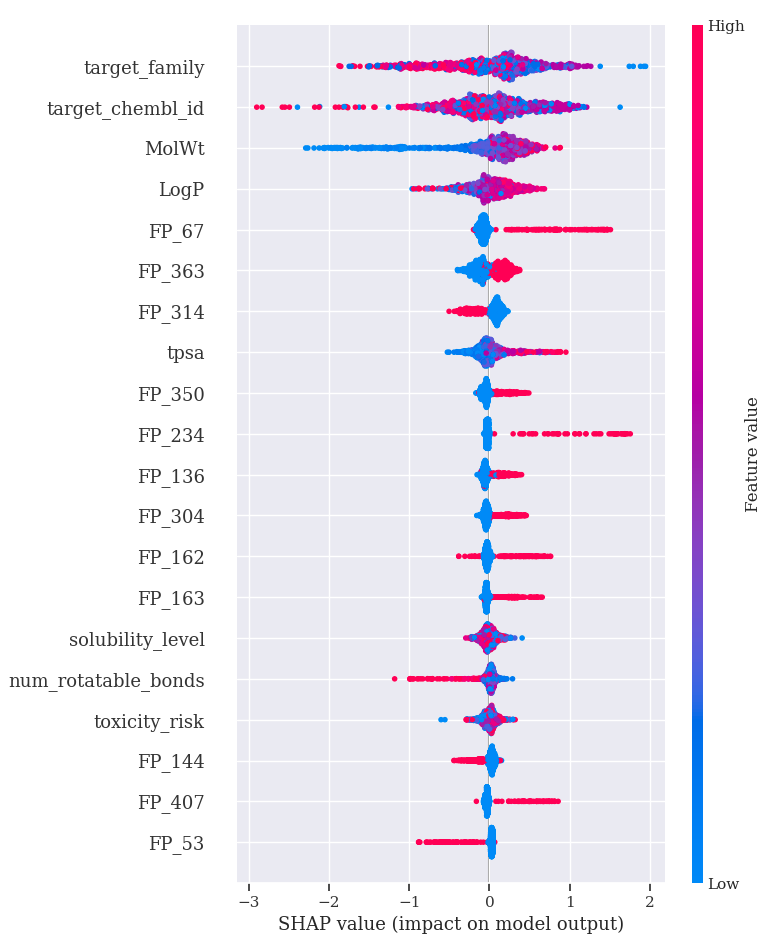 High
target_family
target_chembl_id
MolWt
LogP
FP_67
FP_363
FP_314
tpsa
FP_350
FP_234
FP_136
FP_304
FP_162
FP_163
solubility_level
num_rotatable_bonds
toxicity_risk
FP_144
FP_407
FP_53
Feature value
Low
−3 −2 −1 0 1 2
SHAP value (impact on model output)